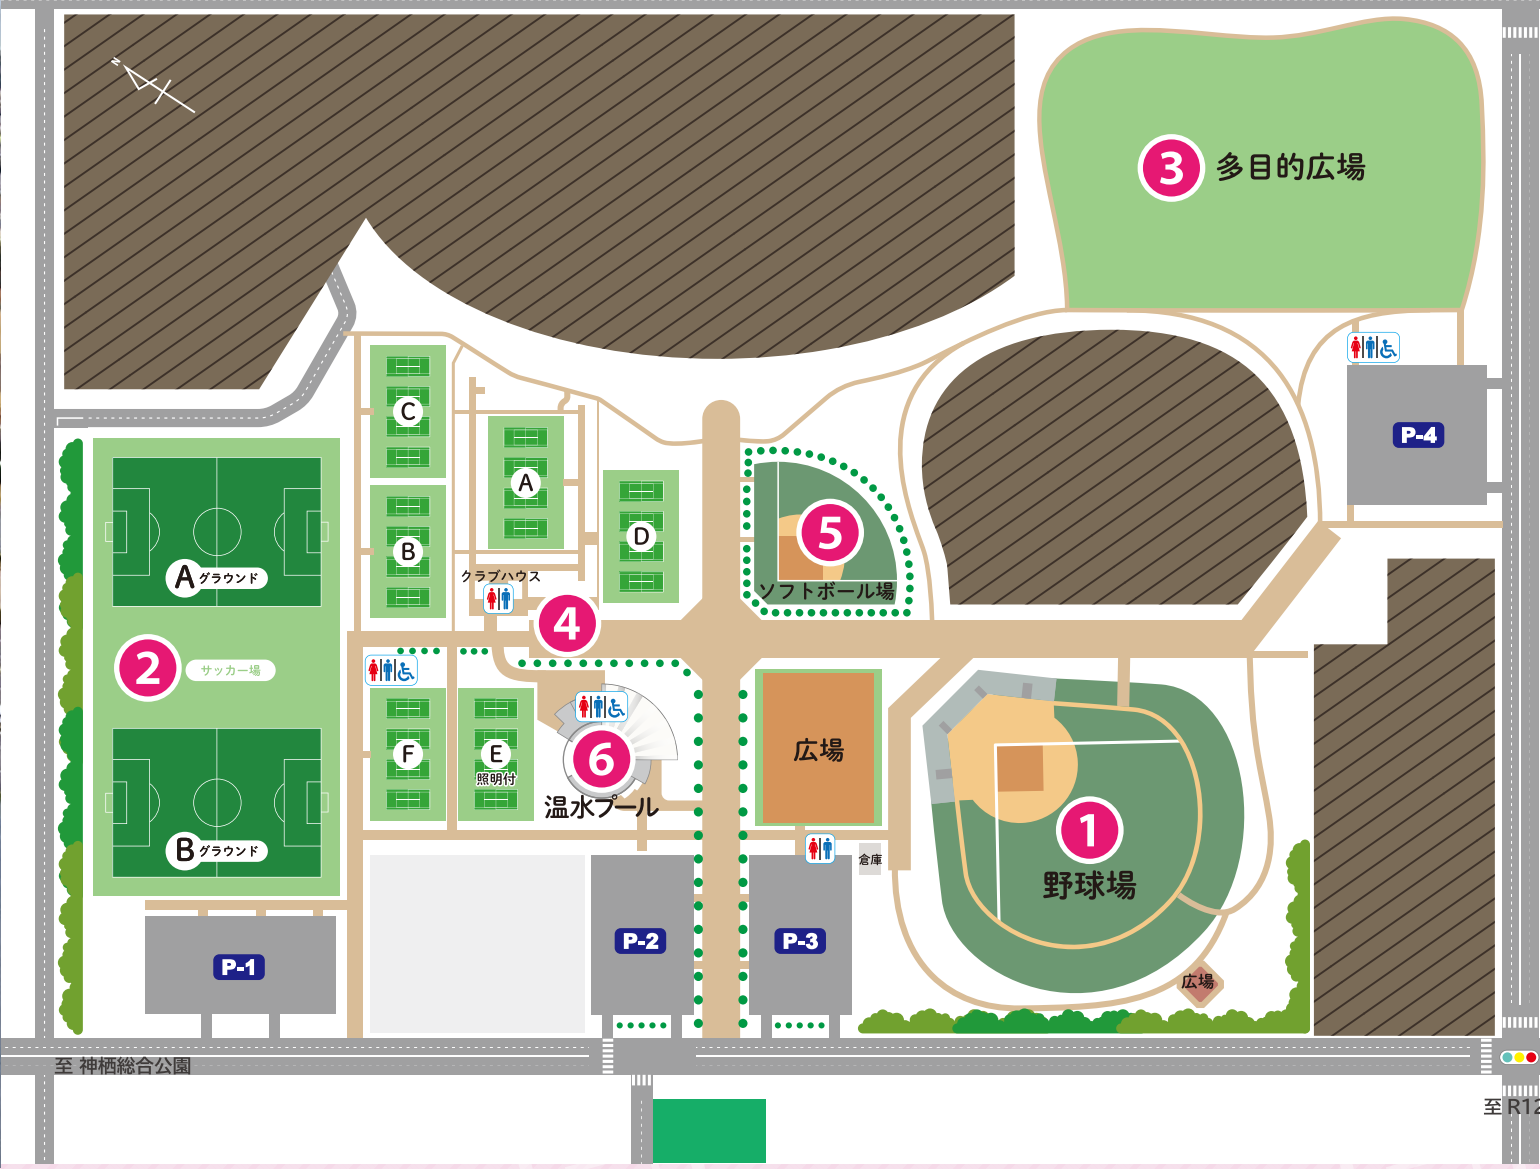 N
3 多目的広場
P-4
C
A
B
D
5
ソフトボール場
クラブハウス
4
A グラウンド
2 サッカー場
F
E
照明付
6
温水プール
広場
1
野球場
B グラウンド
倉庫
P-1
P-2
P-3
広場
至 神栖総合公園
至 R12